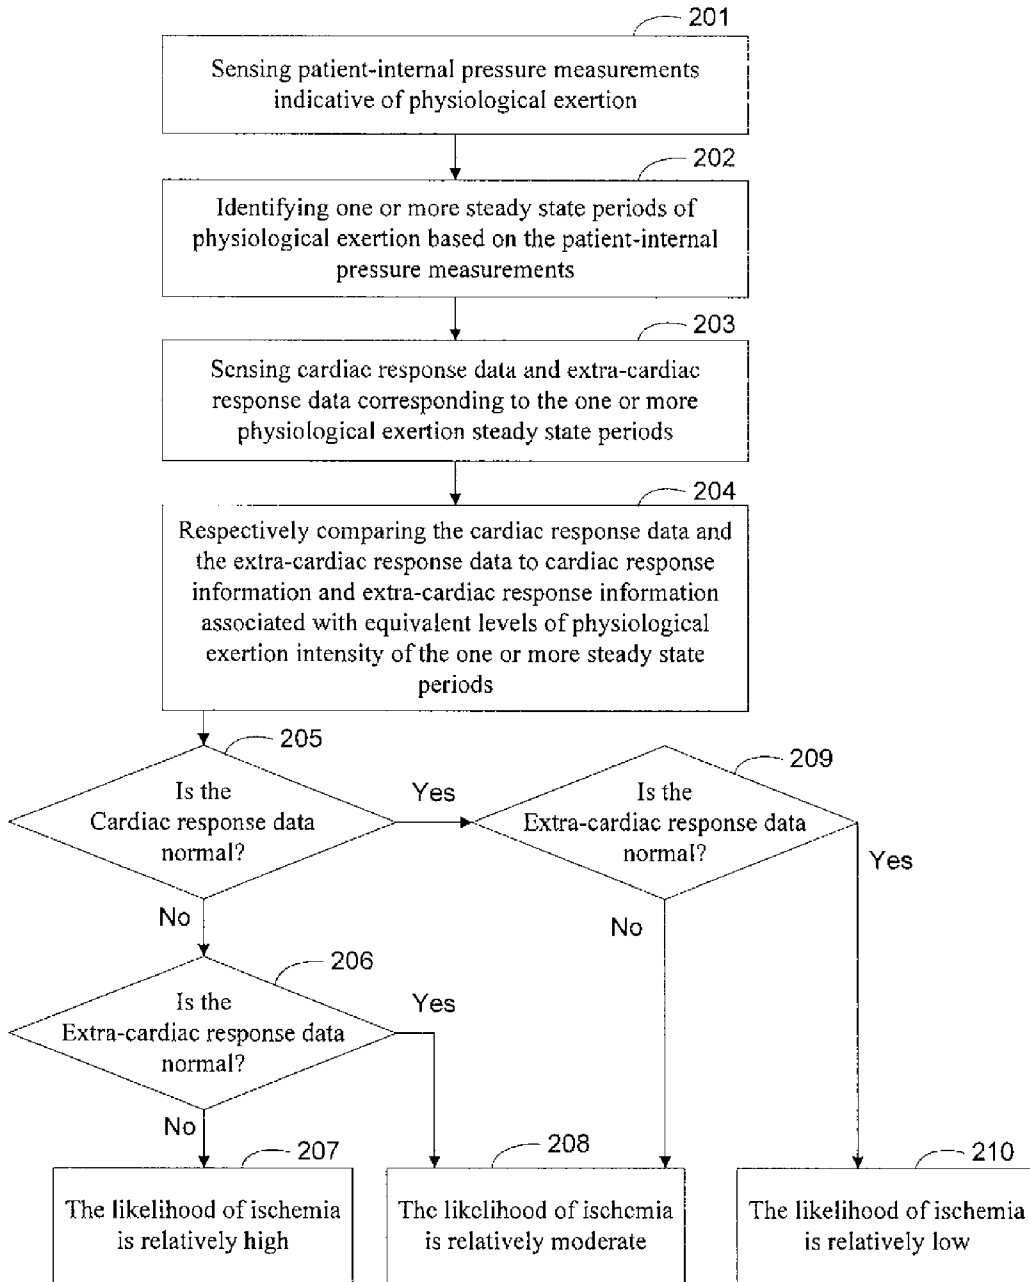 201
Sensing patient-internal pressure measurements
indicative of physiological exertion
202
Identifying one or more steady state periods of
physiological exertion based on the patient-internal
pressure measurements
203
Sensing cardiac response data and extra-cardiac
response data corresponding to the one or more
physiological exertion steady state periods
204
Respectively comparing the cardiac response data and
the extra-cardiac response data to cardiac response
information and extra-cardiac response information
associated with equivalent levels of physiological
exertion intensity of the one or more steady state
periods
205
Is the
Cardiac response data
normal?
Yes
No
209
Is the
Extra-cardiac response data
normal?
Yes
No
206
Is the
Extra-cardiac response data
normal?
Yes
No
207
The likelihood of ischemia
is relatively high
208
The likelihood of ischemia
is relatively moderate
210
The likelihood of ischemia
is relatively low